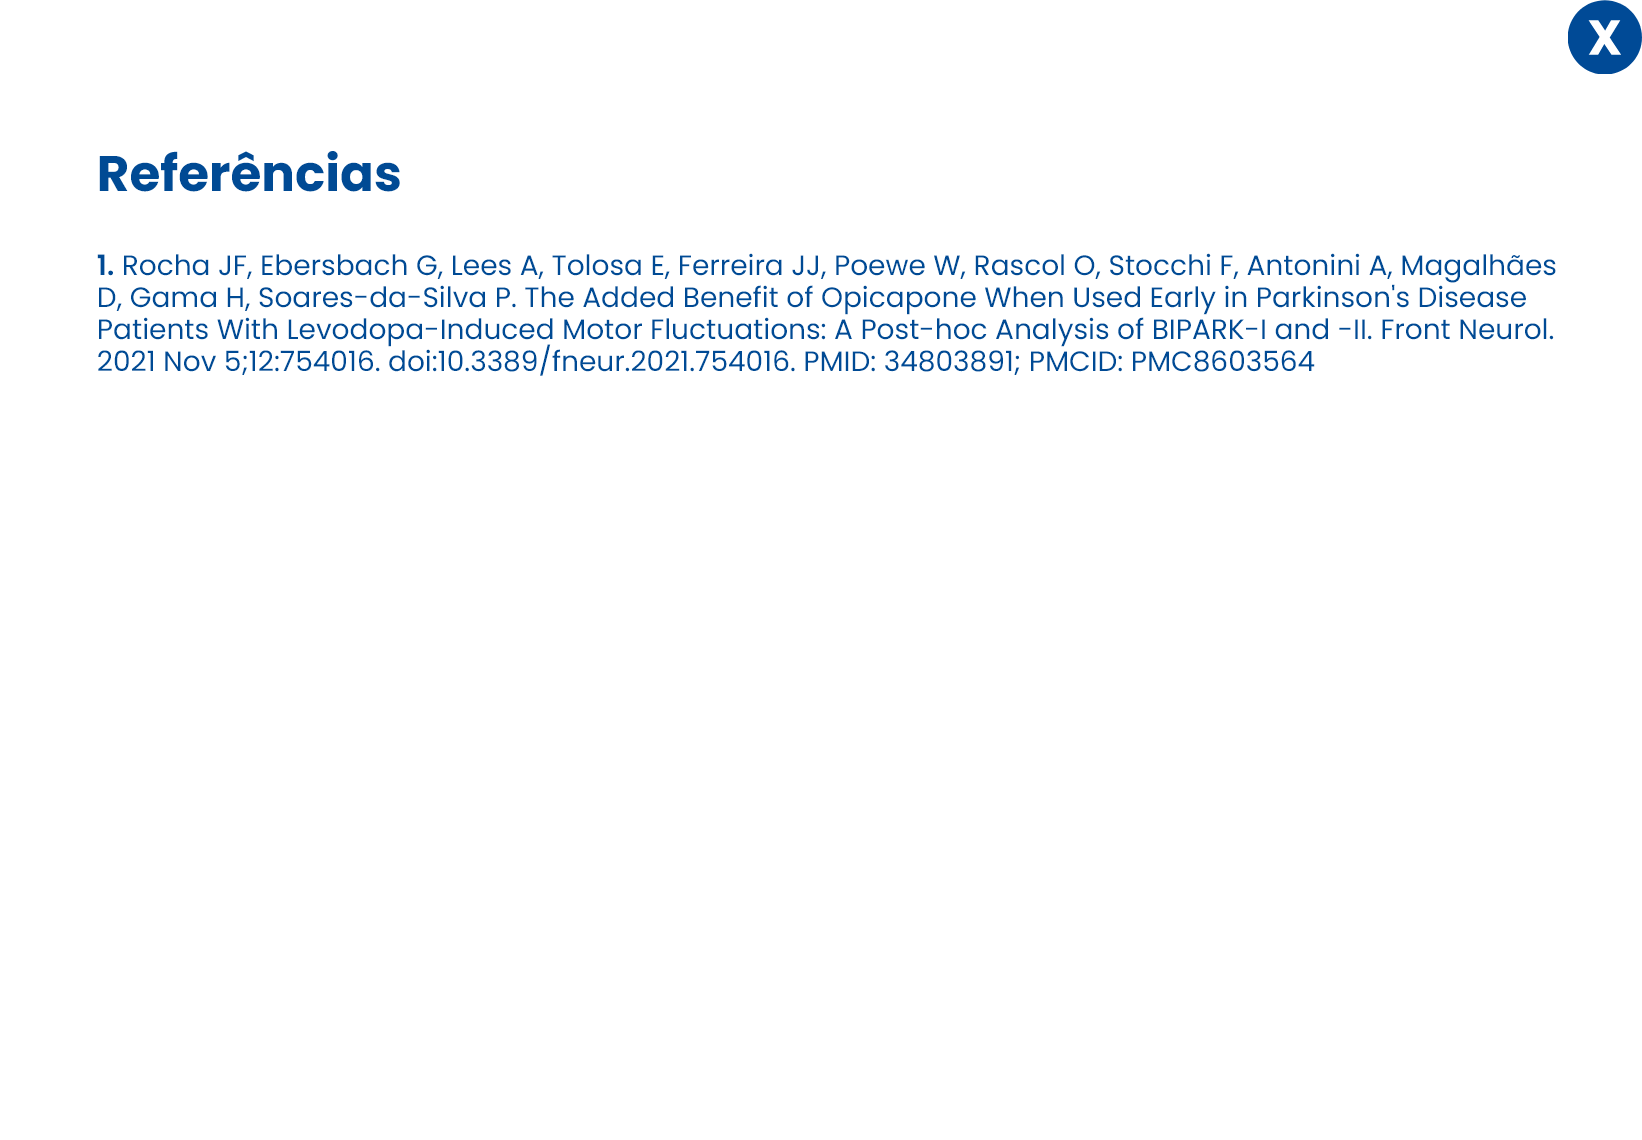 X
Referências
1. Rocha JF, Ebersbach G, Lees A, Tolosa E, Ferreira JJ, Poewe W, Rascol O, Stocchi F, Antonini A, Magalhães
D, Gama H, Soares-da-Silva P. The Added Benefit of Opicapone When Used Early in Parkinson's Disease
Patients With Levodopa-Induced Motor Fluctuations: A Post-hoc Analysis of BIPARK-I and -II. Front Neurol.
2021 Nov 5;12:754016. doi:10.3389/fneur.2021.754016. PMID: 34803891; PMCID: PMC8603564